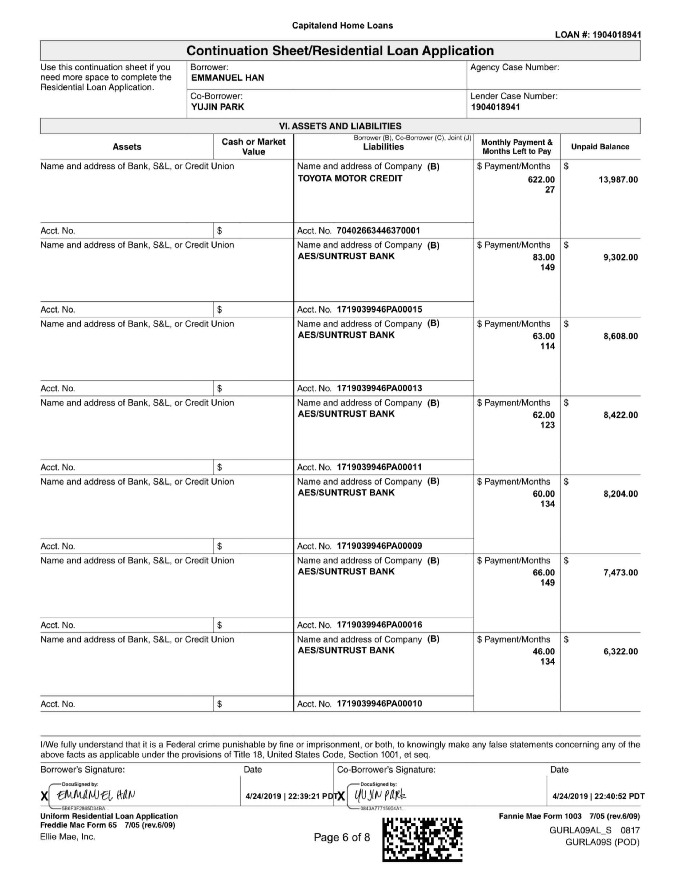 Capitalend Home Loans
LOAN #: 1904018941
Continuation Sheet/Residential Loan Application
Use this continuation sheet if you
need more space to complete the
Residential Loan Application.
Borrower:
EMMANUEL HAN
Agency Case Number:
Co-Borrower:
YUJIN PARK
Lender Case Number:
1904018941
VI. ASSETS AND LIABILITIES
Assets
Cash or Market
Value
Borrower (B), Co-Borrower (C), Joint (J)
Liabilities
Monthly Payment &
Months Left to Pay
Unpaid Balance
Name and address of Bank, S&L, or Credit Union
Name and address of Company (B)
TOYOTA MOTOR CREDIT
$ Payment/Months
622.00
27
$
13,987.00
Acct. No.
$
Acct. No. 70402663446370001
Name and address of Bank, S&L, or Credit Union
Name and address of Company (B)
AES/SUNTRUST BANK
$ Payment/Months
83.00
149
$
9,302.00
Acct. No.
$
Acct. No. 1719039946PA00015
Name and address of Bank, S&L, or Credit Union
Name and address of Company (B)
AES/SUNTRUST BANK
$ Payment/Months
63.00
114
$
8,608.00
Acct. No.
$
Acct. No. 1719039946PA00013
Name and address of Bank, S&L, or Credit Union
Name and address of Company (B)
AES/SUNTRUST BANK
$ Payment/Months
62.00
123
$
8,422.00
Acct. No.
$
Acct. No. 1719039946PA00011
Name and address of Bank, S&L, or Credit Union
Name and address of Company (B)
AES/SUNTRUST BANK
$ Payment/Months
60.00
134
$
8,204.00
Acct. No.
$
Acct. No. 1719039946PA00009
Name and address of Bank, S&L, or Credit Union
Name and address of Company (B)
AES/SUNTRUST BANK
$ Payment/Months
66.00
149
$
7,473.00
Acct. No.
$
Acct. No. 1719039946PA00016
Name and address of Bank, S&L, or Credit Union
Name and address of Company (B)
AES/SUNTRUST BANK
$ Payment/Months
46.00
134
$
6,322.00
Acct. No.
$
Acct. No. 1719039946PA00010
I/We fully understand that it is a Federal crime punishable by fine or imprisonment, or both, to knowingly make any false statements concerning any of the
above facts as applicable under the provisions of Title 18, United States Code, Section 1001, et seq.
Borrower's Signature:
Date
Co-Borrower's Signature:
Date
DocuSigned by:
X EMMANUEL HAN
4/24/2019 | 22:39:21 PDT
DocuSigned by:
X YUJIN PARK
4/24/2019 | 22:40:52 PDT
Uniform Residential Loan Application
Freddie Mac Form 65 7/05 (rev.6/09)
Ellie Mae, Inc.
Page 6 of 8
Fannie Mae Form 1003 7/05 (rev.6/09)
GURLA09AL_S 0817
GURLA09S (POD)